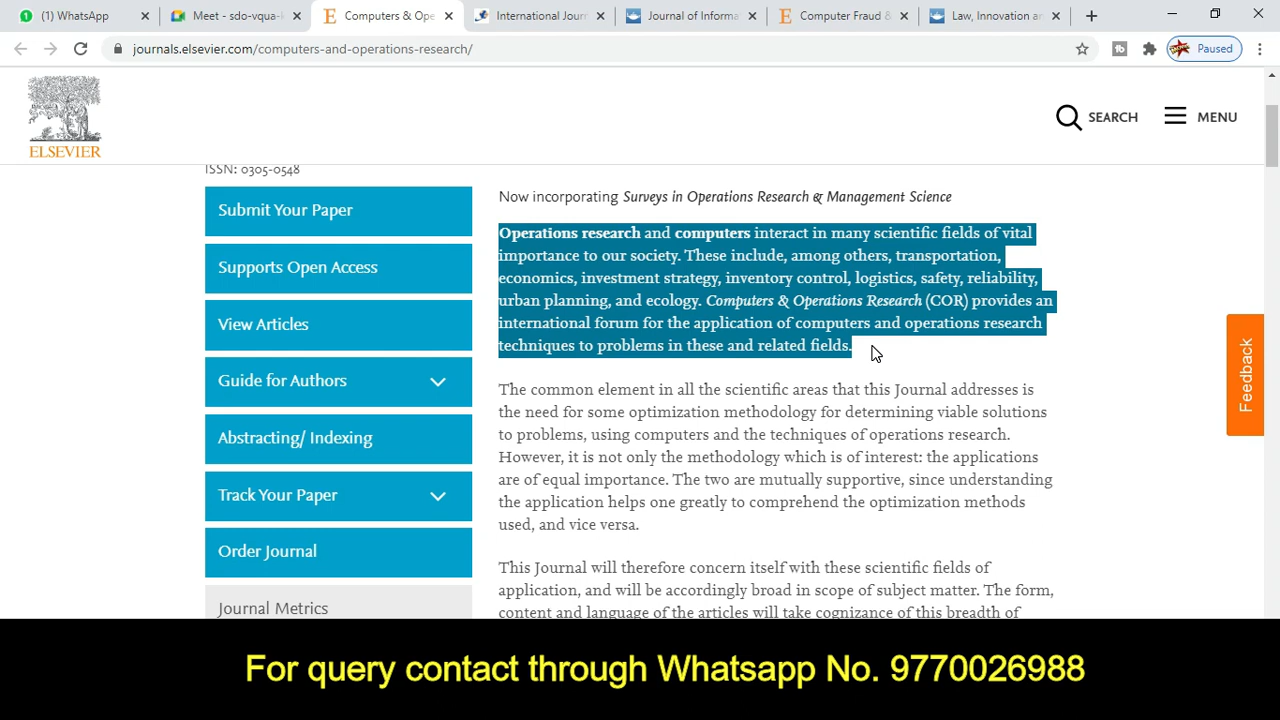 (1) WhatsApp
Meet - sdo-vqua-
Computers & Ope
International Jour
Journal of Informa
Computer Fraud &
Law, Innovation an
journals.elsevier.com/computers-and-operations-research/
Paused
ELSEVIER
SEARCH
MENU
ISSN: 0305-0548
Submit Your Paper
Supports Open Access
View Articles
Guide for Authors
Abstracting/ Indexing
Track Your Paper
Order Journal
Journal Metrics
Now incorporating Surveys in Operations Research & Management Science
Operations research and computers interact in many scientific fields of vital
importance to our society. These include, among others, transportation,
economics, investment strategy, inventory control, logistics, safety, reliability,
urban planning, and ecology. Computers & Operations Research (COR) provides an
international forum for the application of computers and operations research
techniques to problems in these and related fields.
The common element in all the scientific areas that this Journal addresses is
the need for some optimization methodology for determining viable solutions
to problems, using computers and the techniques of operations research.
However, it is not only the methodology which is of interest: the applications
are of equal importance. The two are mutually supportive, since understanding
the application helps one greatly to comprehend the optimization methods
used, and vice versa.
This Journal will therefore concern itself with these scientific fields of
application, and will be accordingly broad in scope of subject matter. The form,
content and language of the articles will take cognizance of this breadth of
Feedback
For query contact through Whatsapp No. 9770026988